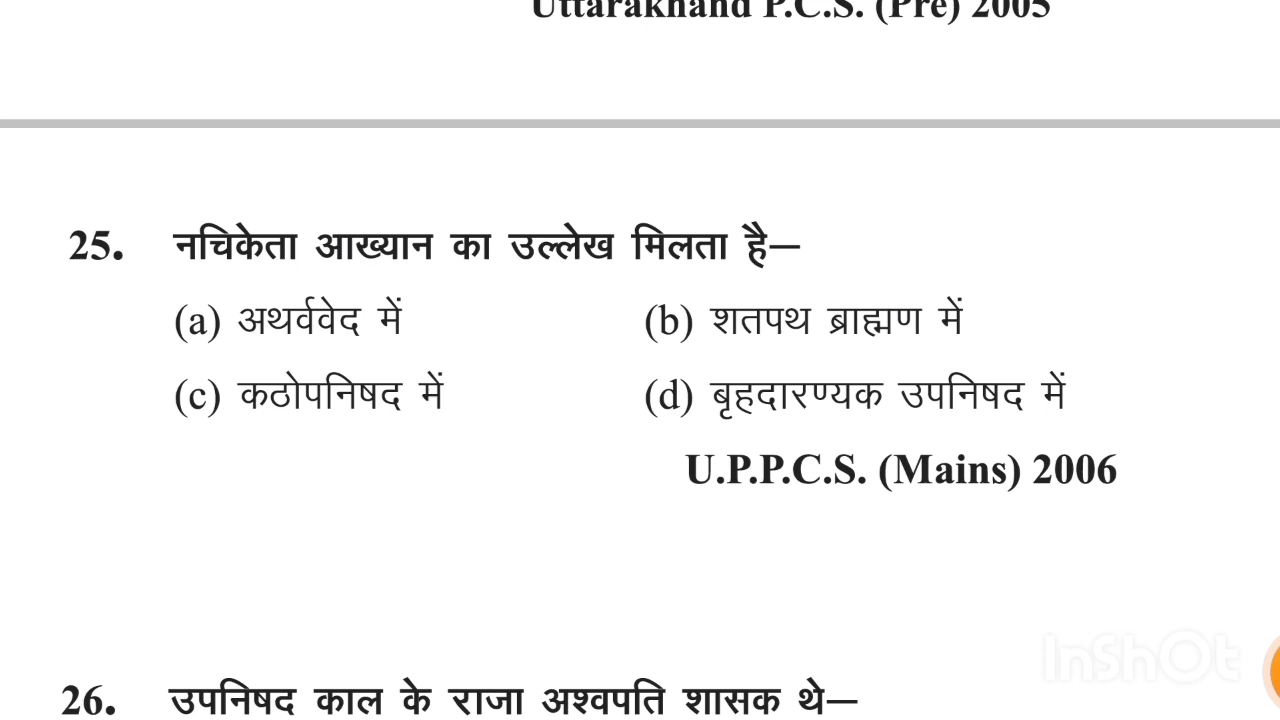 Uttarakhand P.C.S. (Pre) 2005
25. नचिकेता आख्यान का उल्लेख मिलता है—
(a) अथर्ववेद में (b) शतपथ ब्राह्मण में
(c) कठोपनिषद में (d) बृहदारण्यक उपनिषद में
U.P.P.C.S. (Mains) 2006
InShOt
26. उपनिषद काल के राजा अश्वपति शासक थे—